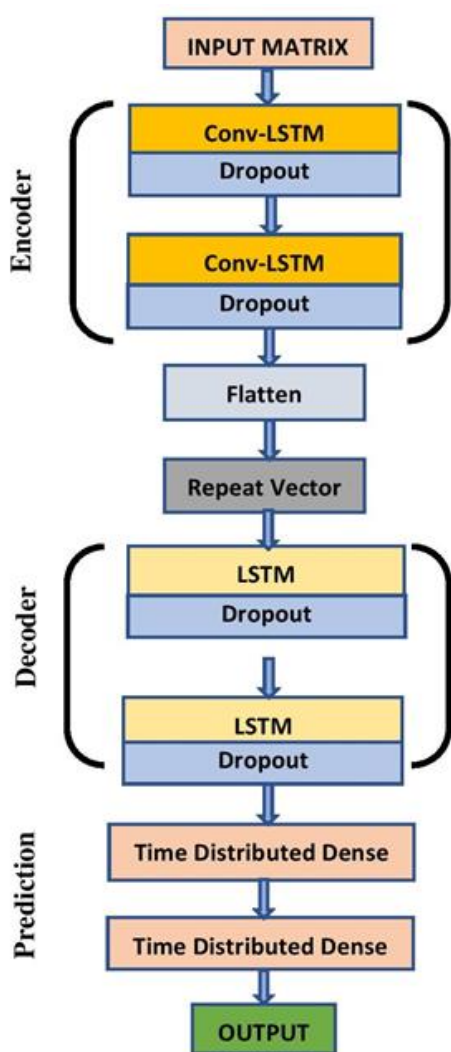 INPUT MATRIX
Encoder
Conv-LSTM
Dropout
Conv-LSTM
Dropout
Flatten
Repeat Vector
Decoder
LSTM
Dropout
LSTM
Dropout
Prediction
Time Distributed Dense
Time Distributed Dense
OUTPUT